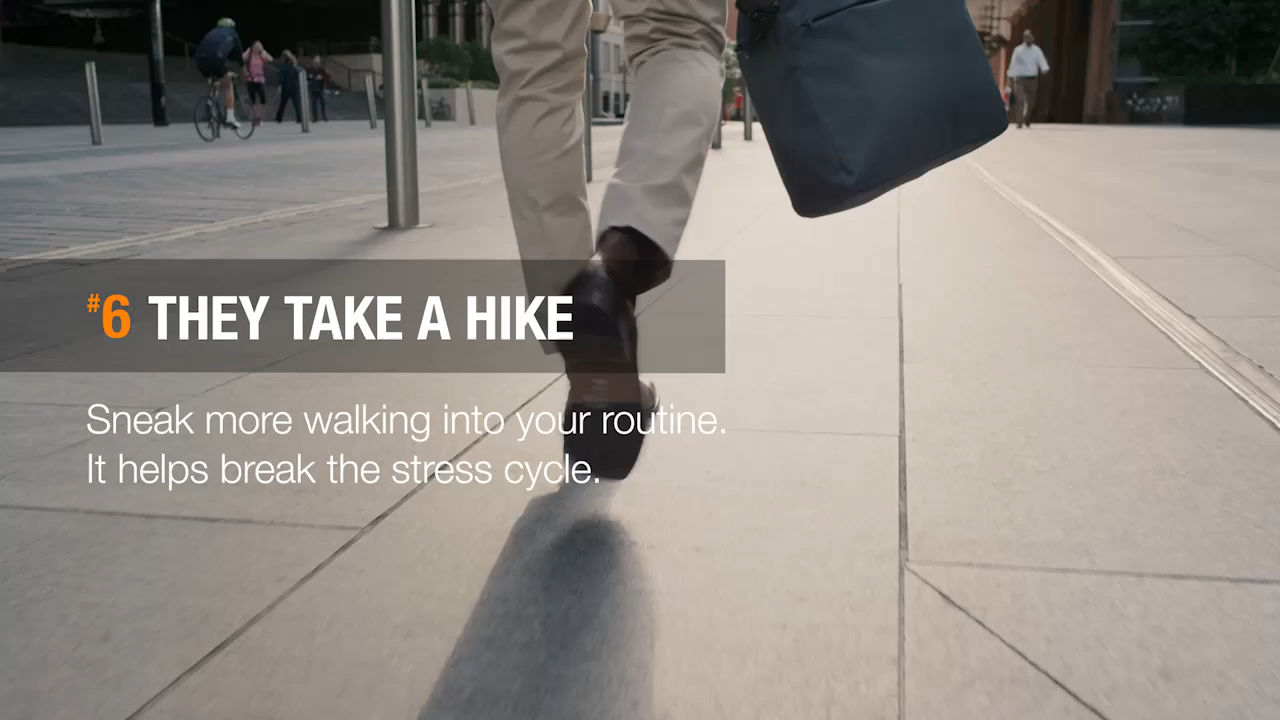 #6 THEY TAKE A HIKE
Sneak more walking into your routine.
It helps break the stress cycle.